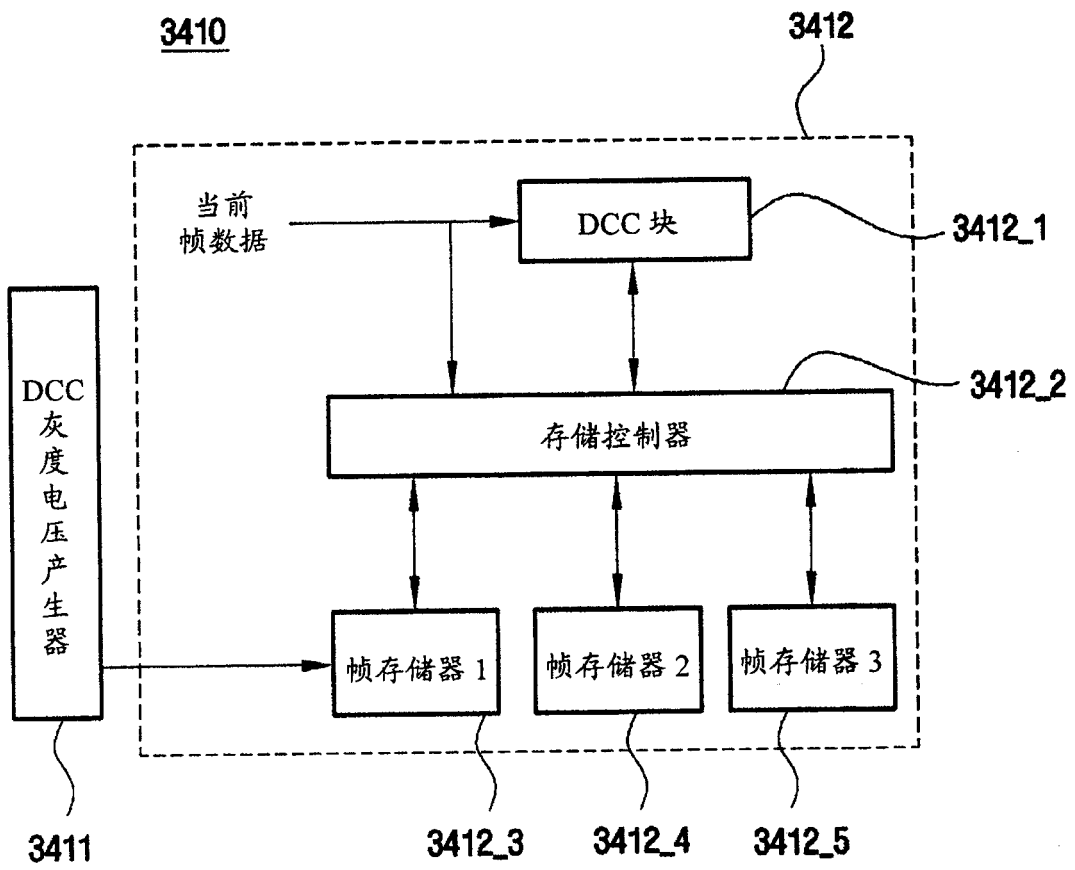 3410
3412
当前
帧数据
DCC 块
3412_1
DCC
灰
度
电
压
产
生
器
3412_2
存储控制器
帧存储器 1
帧存储器 2
帧存储器 3
3411
3412_3
3412_4
3412_5